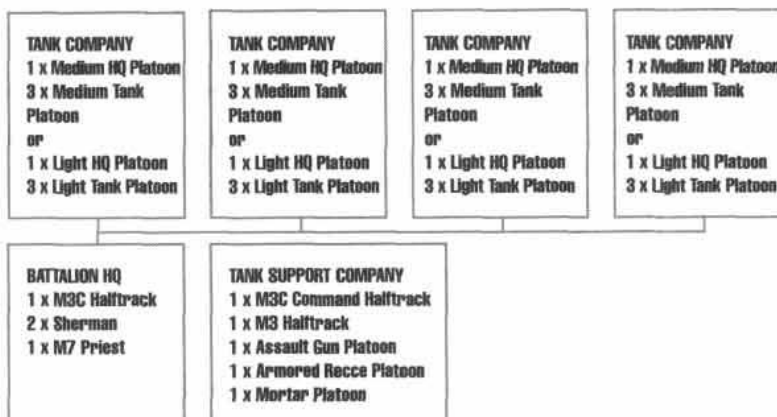 TANK COMPANY
1 x Medium HQ Platoon
3 x Medium Tank
Platoon
or
1 x Light HQ Platoon
3 x Light Tank Platoon
TANK COMPANY
1 x Medium HQ Platoon
3 x Medium Tank
Platoon
or
1 x Light HQ Platoon
3 x Light Tank Platoon
TANK COMPANY
1 x Medium HQ Platoon
3 x Medium Tank
Platoon
or
1 x Light HQ Platoon
3 x Light Tank Platoon
TANK COMPANY
1 x Medium HQ Platoon
3 x Medium Tank
Platoon
or
1 x Light HQ Platoon
3 x Light Tank Platoon
BATTALION HQ
1 x M3C Halftrack
2 x Sherman
1 x M7 Priest
TANK SUPPORT COMPANY
1 x M3C Command Halftrack
1 x M3 Halftrack
1 x Assault Gun Platoon
1 x Armored Recce Platoon
1 x Mortar Platoon